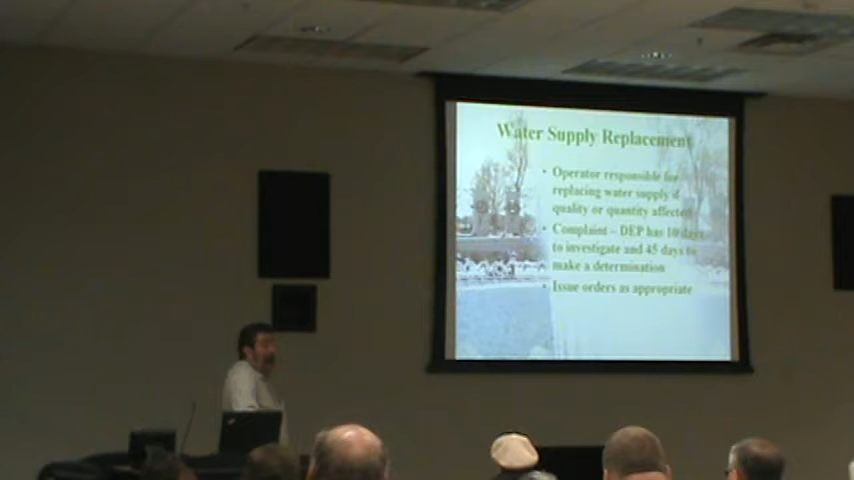 Water Supply Replacement
• Operator responsible for
replacing water supply if
quality or quantity affected
• Complaint – DEP has 10 days
to investigate and 45 days to
make a determination
• Issue orders as appropriate